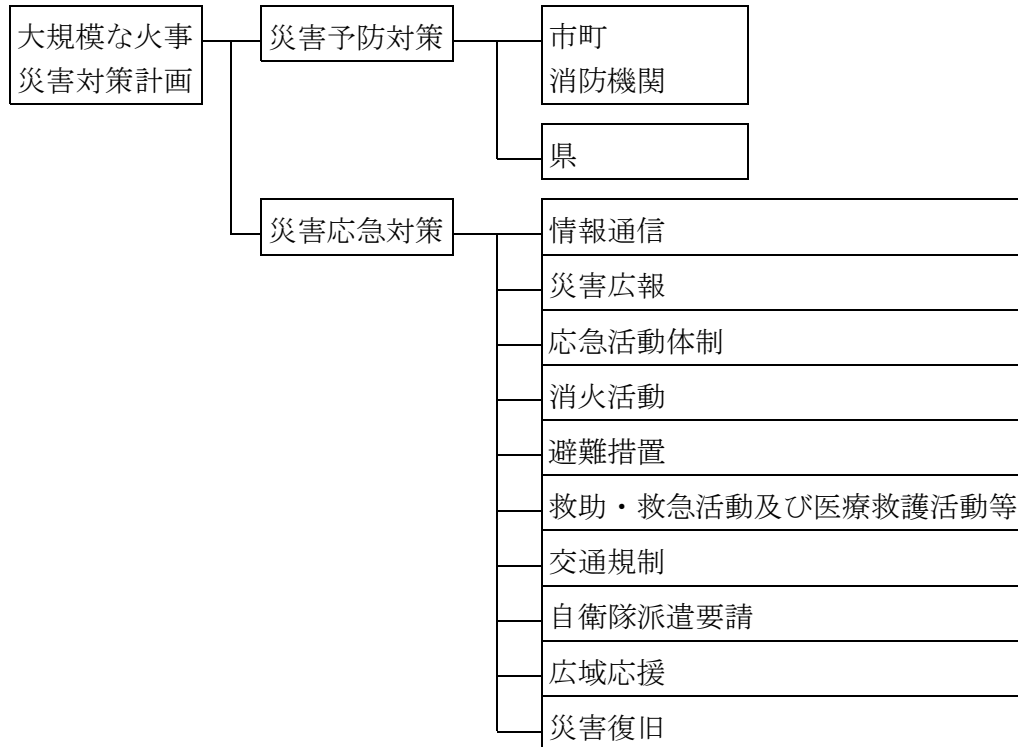 大規模な火事
災害対策計画
災害予防対策
市町
消防機関
県
災害応急対策
情報通信
災害広報
応急活動体制
消火活動
避難措置
救助・救急活動及び医療救護活動等
交通規制
自衛隊派遣要請
広域応援
災害復旧